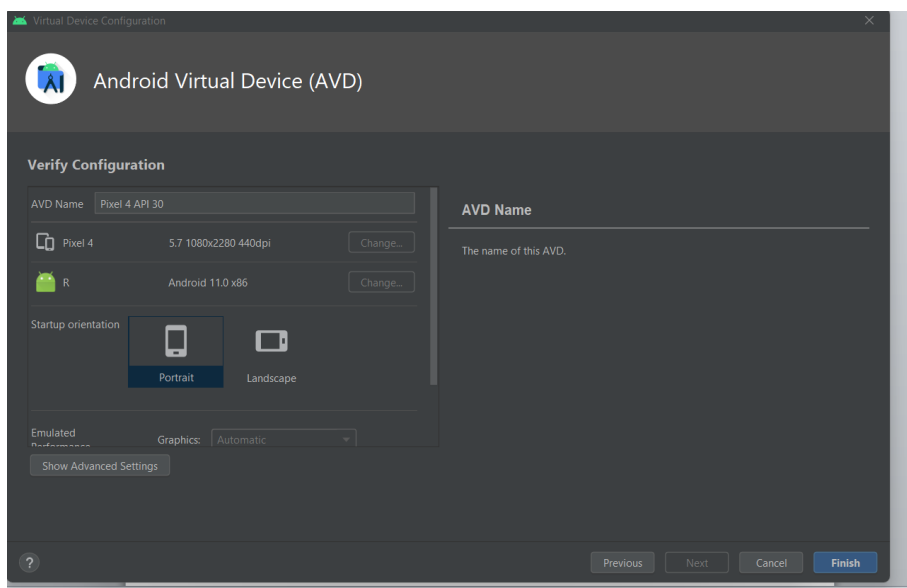 Virtual Device Configuration
Android Virtual Device (AVD)
Verify Configuration
AVD Name Pixel 4 API 30
Pixel 4 5.7 1080x2280 440dpi Change...
R Android 11.0 x86 Change...
Startup orientation
Portrait Landscape
Emulated
Performance
Graphics: Automatic
Show Advanced Settings
AVD Name
The name of this AVD.
? Previous Next Cancel Finish